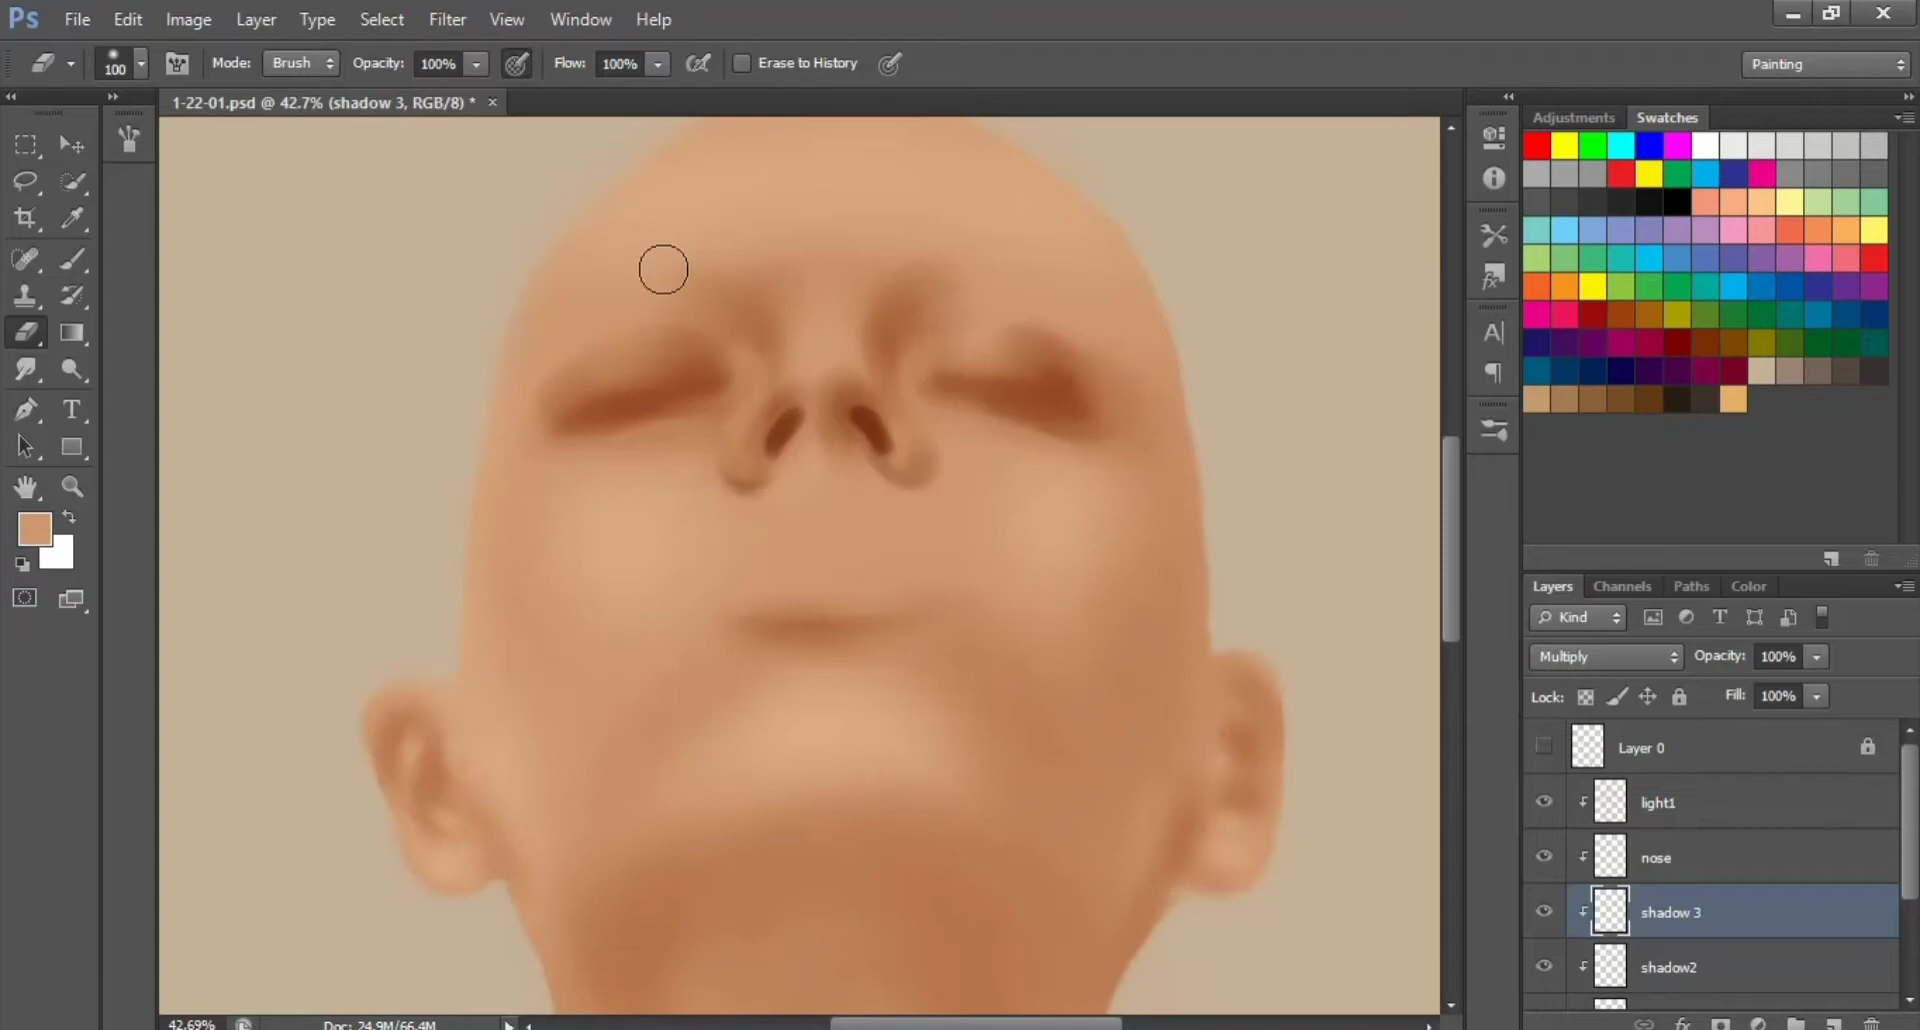 Ps File Edit Image Layer Type Select Filter View Window Help
100 Mode: Brush Opacity: 100% Flow: 100% Erase to History Painting
1-22-01.psd @ 42.7% (shadow 3, RGB/8) * ×
Adjustments Swatches
Layers Channels Paths Color
Kind
Multiply Opacity: 100%
Lock: Fill: 100%
Layer 0
light1
nose
shadow 3
shadow2
42.69% Doc: 24.9M/66.4M